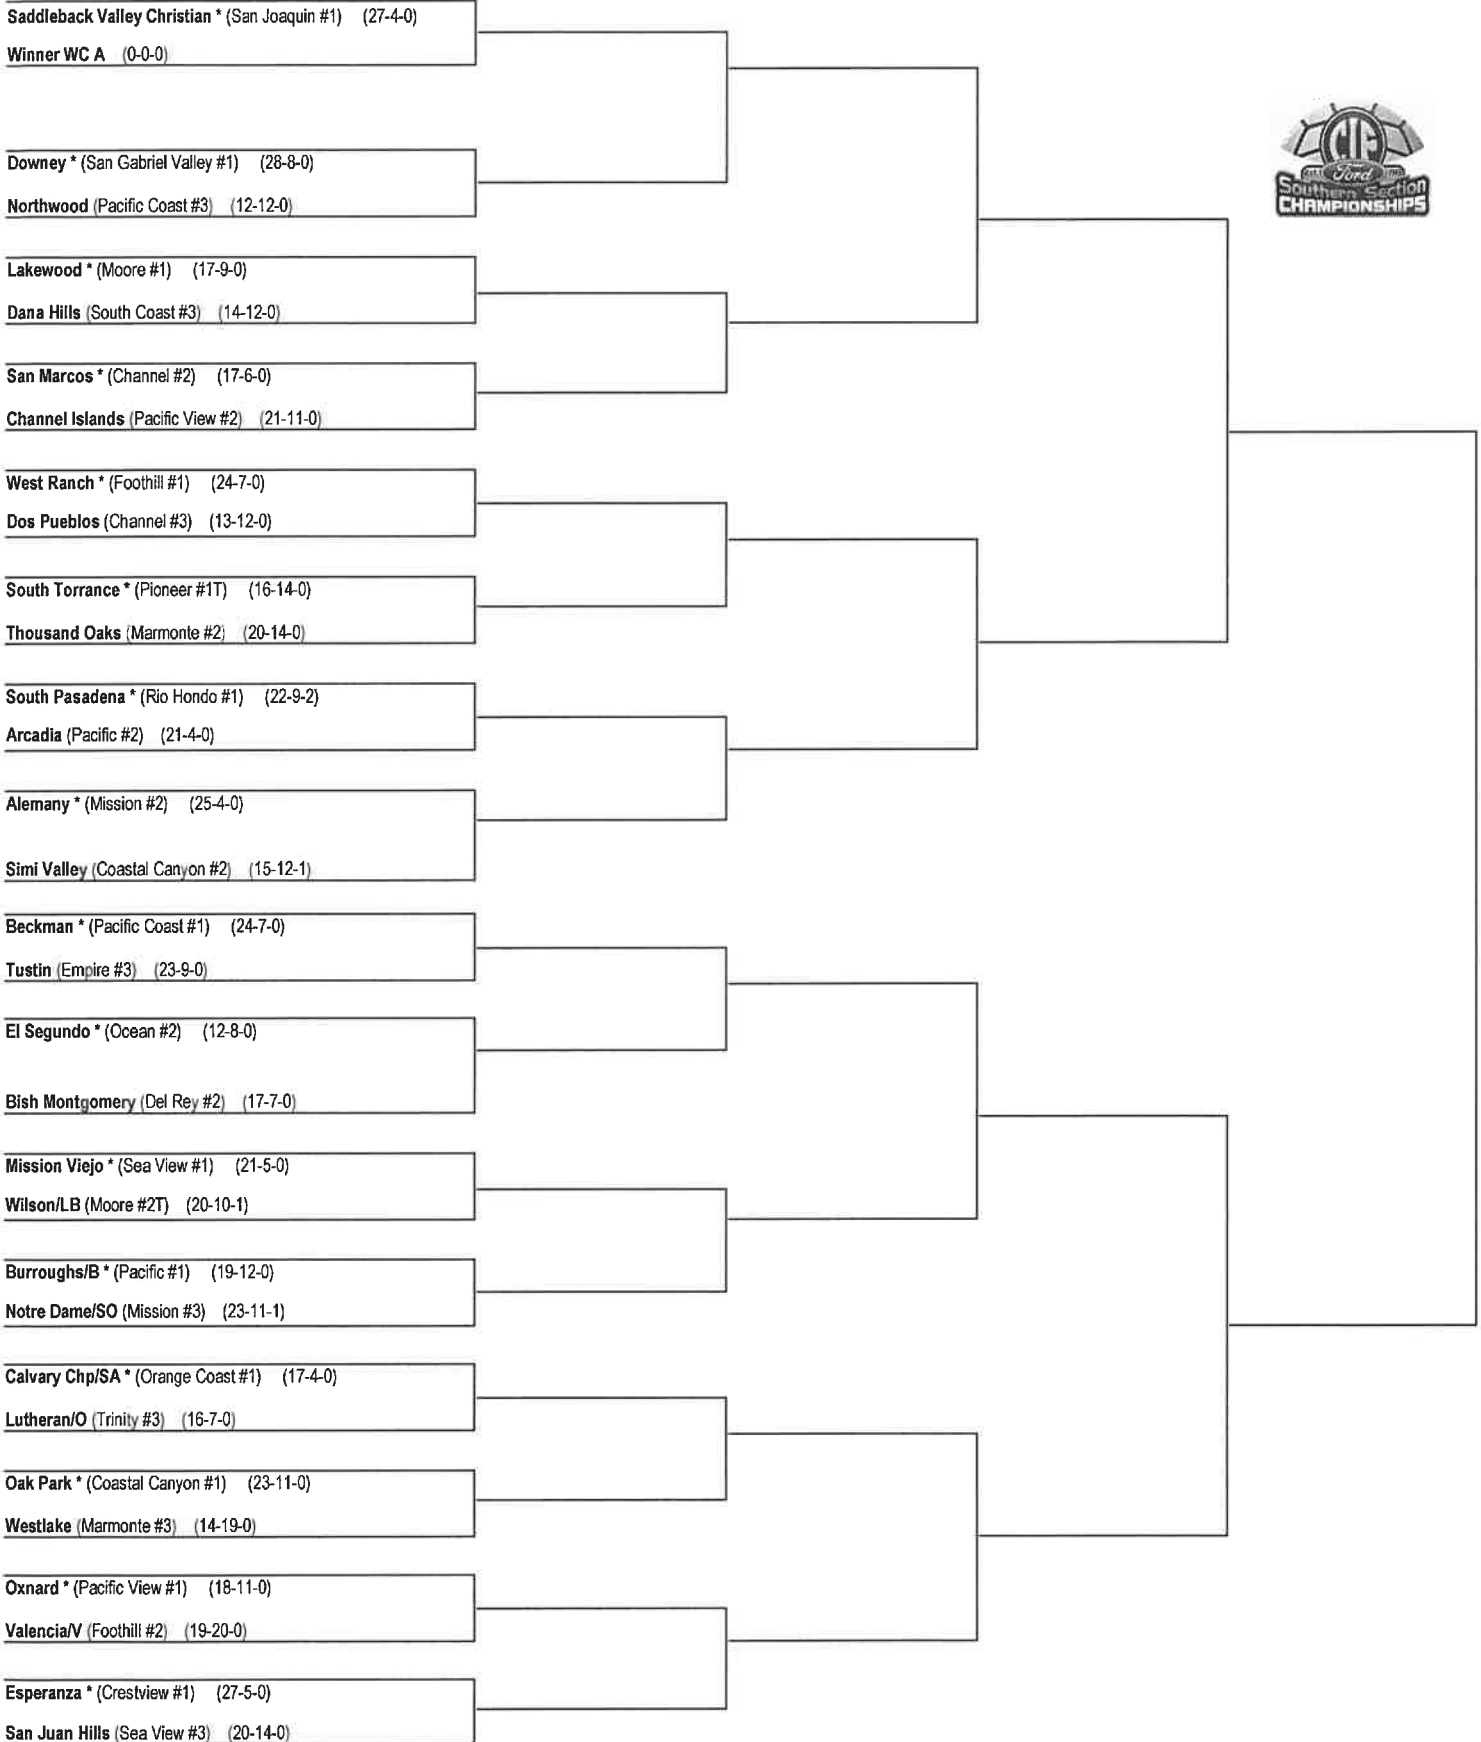 Saddleback Valley Christian * (San Joaquin #1) (27-4-0)
Winner WC A (0-0-0)
Downey * (San Gabriel Valley #1) (28-8-0)
Northwood (Pacific Coast #3) (12-12-0)
Lakewood * (Moore #1) (17-9-0)
Dana Hills (South Coast #3) (14-12-0)
San Marcos * (Channel #2) (17-6-0)
Channel Islands (Pacific View #2) (21-11-0)
West Ranch * (Foothill #1) (24-7-0)
Dos Pueblos (Channel #3) (13-12-0)
South Torrance * (Pioneer #1T) (16-14-0)
Thousand Oaks (Marmonte #2) (20-14-0)
South Pasadena * (Rio Hondo #1) (22-9-2)
Arcadia (Pacific #2) (21-4-0)
Alemany * (Mission #2) (25-4-0)
Simi Valley (Coastal Canyon #2) (15-12-1)
Beckman * (Pacific Coast #1) (24-7-0)
Tustin (Empire #3) (23-9-0)
El Segundo * (Ocean #2) (12-8-0)
Bish Montgomery (Del Rey #2) (17-7-0)
Mission Viejo * (Sea View #1) (21-5-0)
Wilson/LB (Moore #2T) (20-10-1)
Burroughs/B * (Pacific #1) (19-12-0)
Notre Dame/SO (Mission #3) (23-11-1)
Calvary Chp/SA * (Orange Coast #1) (17-4-0)
Lutheran/O (Trinity #3) (16-7-0)
Oak Park * (Coastal Canyon #1) (23-11-0)
Westlake (Marmonte #3) (14-19-0)
Oxnard * (Pacific View #1) (18-11-0)
Valencia/V (Foothill #2) (19-20-0)
Esperanza * (Crestview #1) (27-5-0)
San Juan Hills (Sea View #3) (20-14-0)
CIF
Ford
Southern Section
CHAMPIONSHIPS